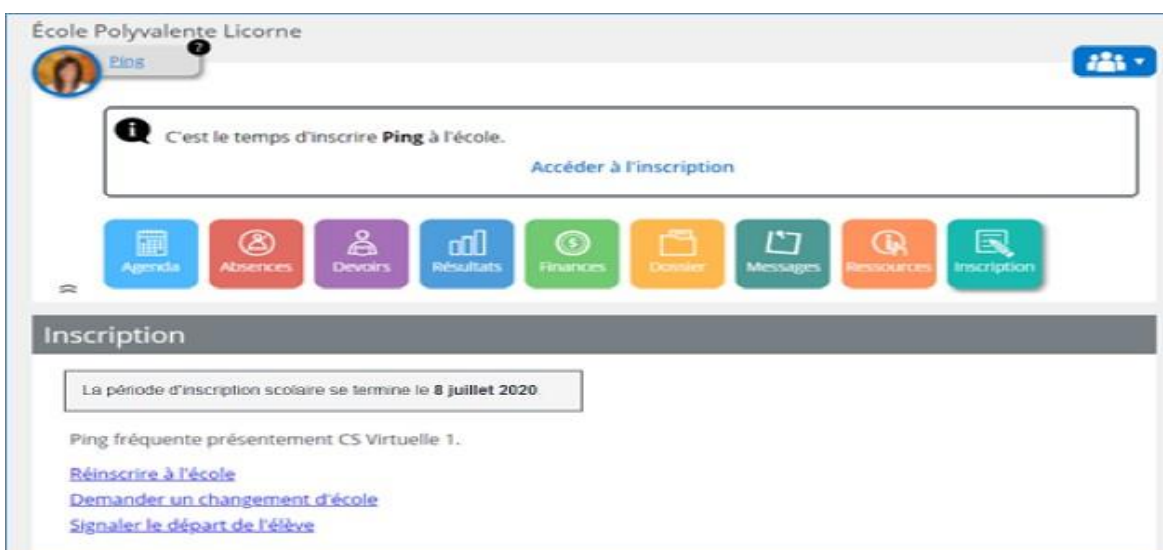 École Polyvalente Licorne
?
Ping
C'est le temps d'inscrire Ping à l'école.
Accéder à l'inscription
Agenda Absences Devoirs Résultats Finances Dossier Messages Ressources Inscription
Inscription
La période d'inscription scolaire se termine le 8 juillet 2020.
Ping fréquente présentement CS Virtuelle 1.
Réinscrire à l'école
Demander un changement d'école
Signaler le départ de l'élève